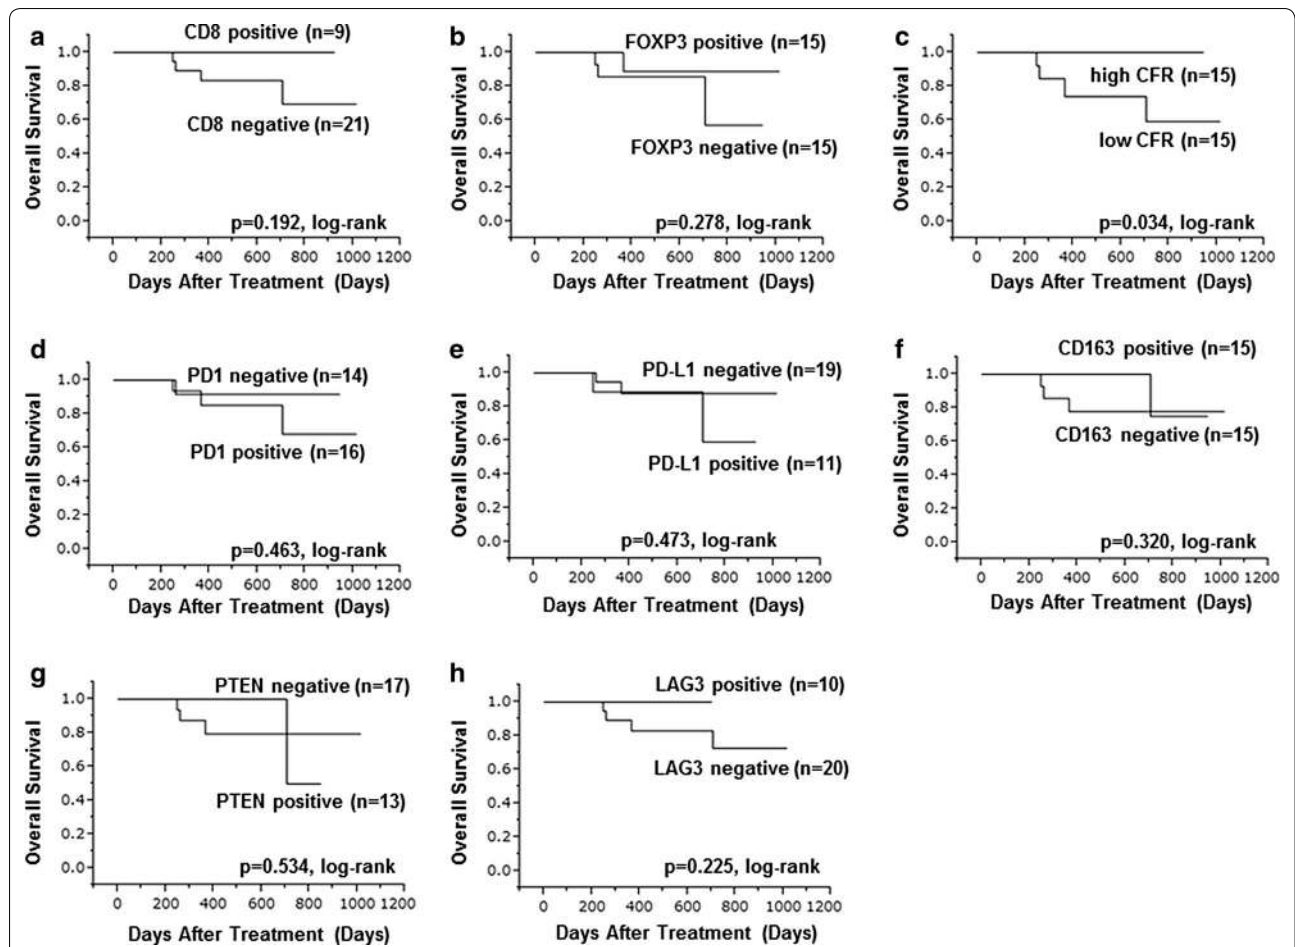 a
CD8 positive (n=9)
1.0
0.8
0.6
0.4
0.2
0.0
Overall Survival
CD8 negative (n=21)
p=0.192, log-rank
0 200 400 600 800 1000 1200
Days After Treatment (Days)
b
FOXP3 positive (n=15)
1.0
0.8
0.6
0.4
0.2
0.0
Overall Survival
FOXP3 negative (n=15)
p=0.278, log-rank
0 200 400 600 800 1000 1200
Days After Treatment (Days)
c
1.0
0.8
0.6
0.4
0.2
0.0
Overall Survival
high CFR (n=15)
low CFR (n=15)
p=0.034, log-rank
0 200 400 600 800 1000 1200
Days After Treatment (Days)
d
PD1 negative (n=14)
1.0
0.8
0.6
0.4
0.2
0.0
Overall Survival
PD1 positive (n=16)
p=0.463, log-rank
0 200 400 600 800 1000 1200
Days After Treatment (Days)
e
PD-L1 negative (n=19)
1.0
0.8
0.6
0.4
0.2
0.0
Overall Survival
PD-L1 positive (n=11)
p=0.473, log-rank
0 200 400 600 800 1000 1200
Days After Treatment (Days)
f
CD163 positive (n=15)
1.0
0.8
0.6
0.4
0.2
0.0
Overall Survival
CD163 negative (n=15)
p=0.320, log-rank
0 200 400 600 800 1000 1200
Days After Treatment (Days)
g
PTEN negative (n=17)
1.0
0.8
0.6
0.4
0.2
0.0
Overall Survival
PTEN positive (n=13)
p=0.534, log-rank
0 200 400 600 800 1000 1200
Days After Treatment (Days)
h
LAG3 positive (n=10)
1.0
0.8
0.6
0.4
0.2
0.0
Overall Survival
LAG3 negative (n=20)
p=0.225, log-rank
0 200 400 600 800 1000 1200
Days After Treatment (Days)